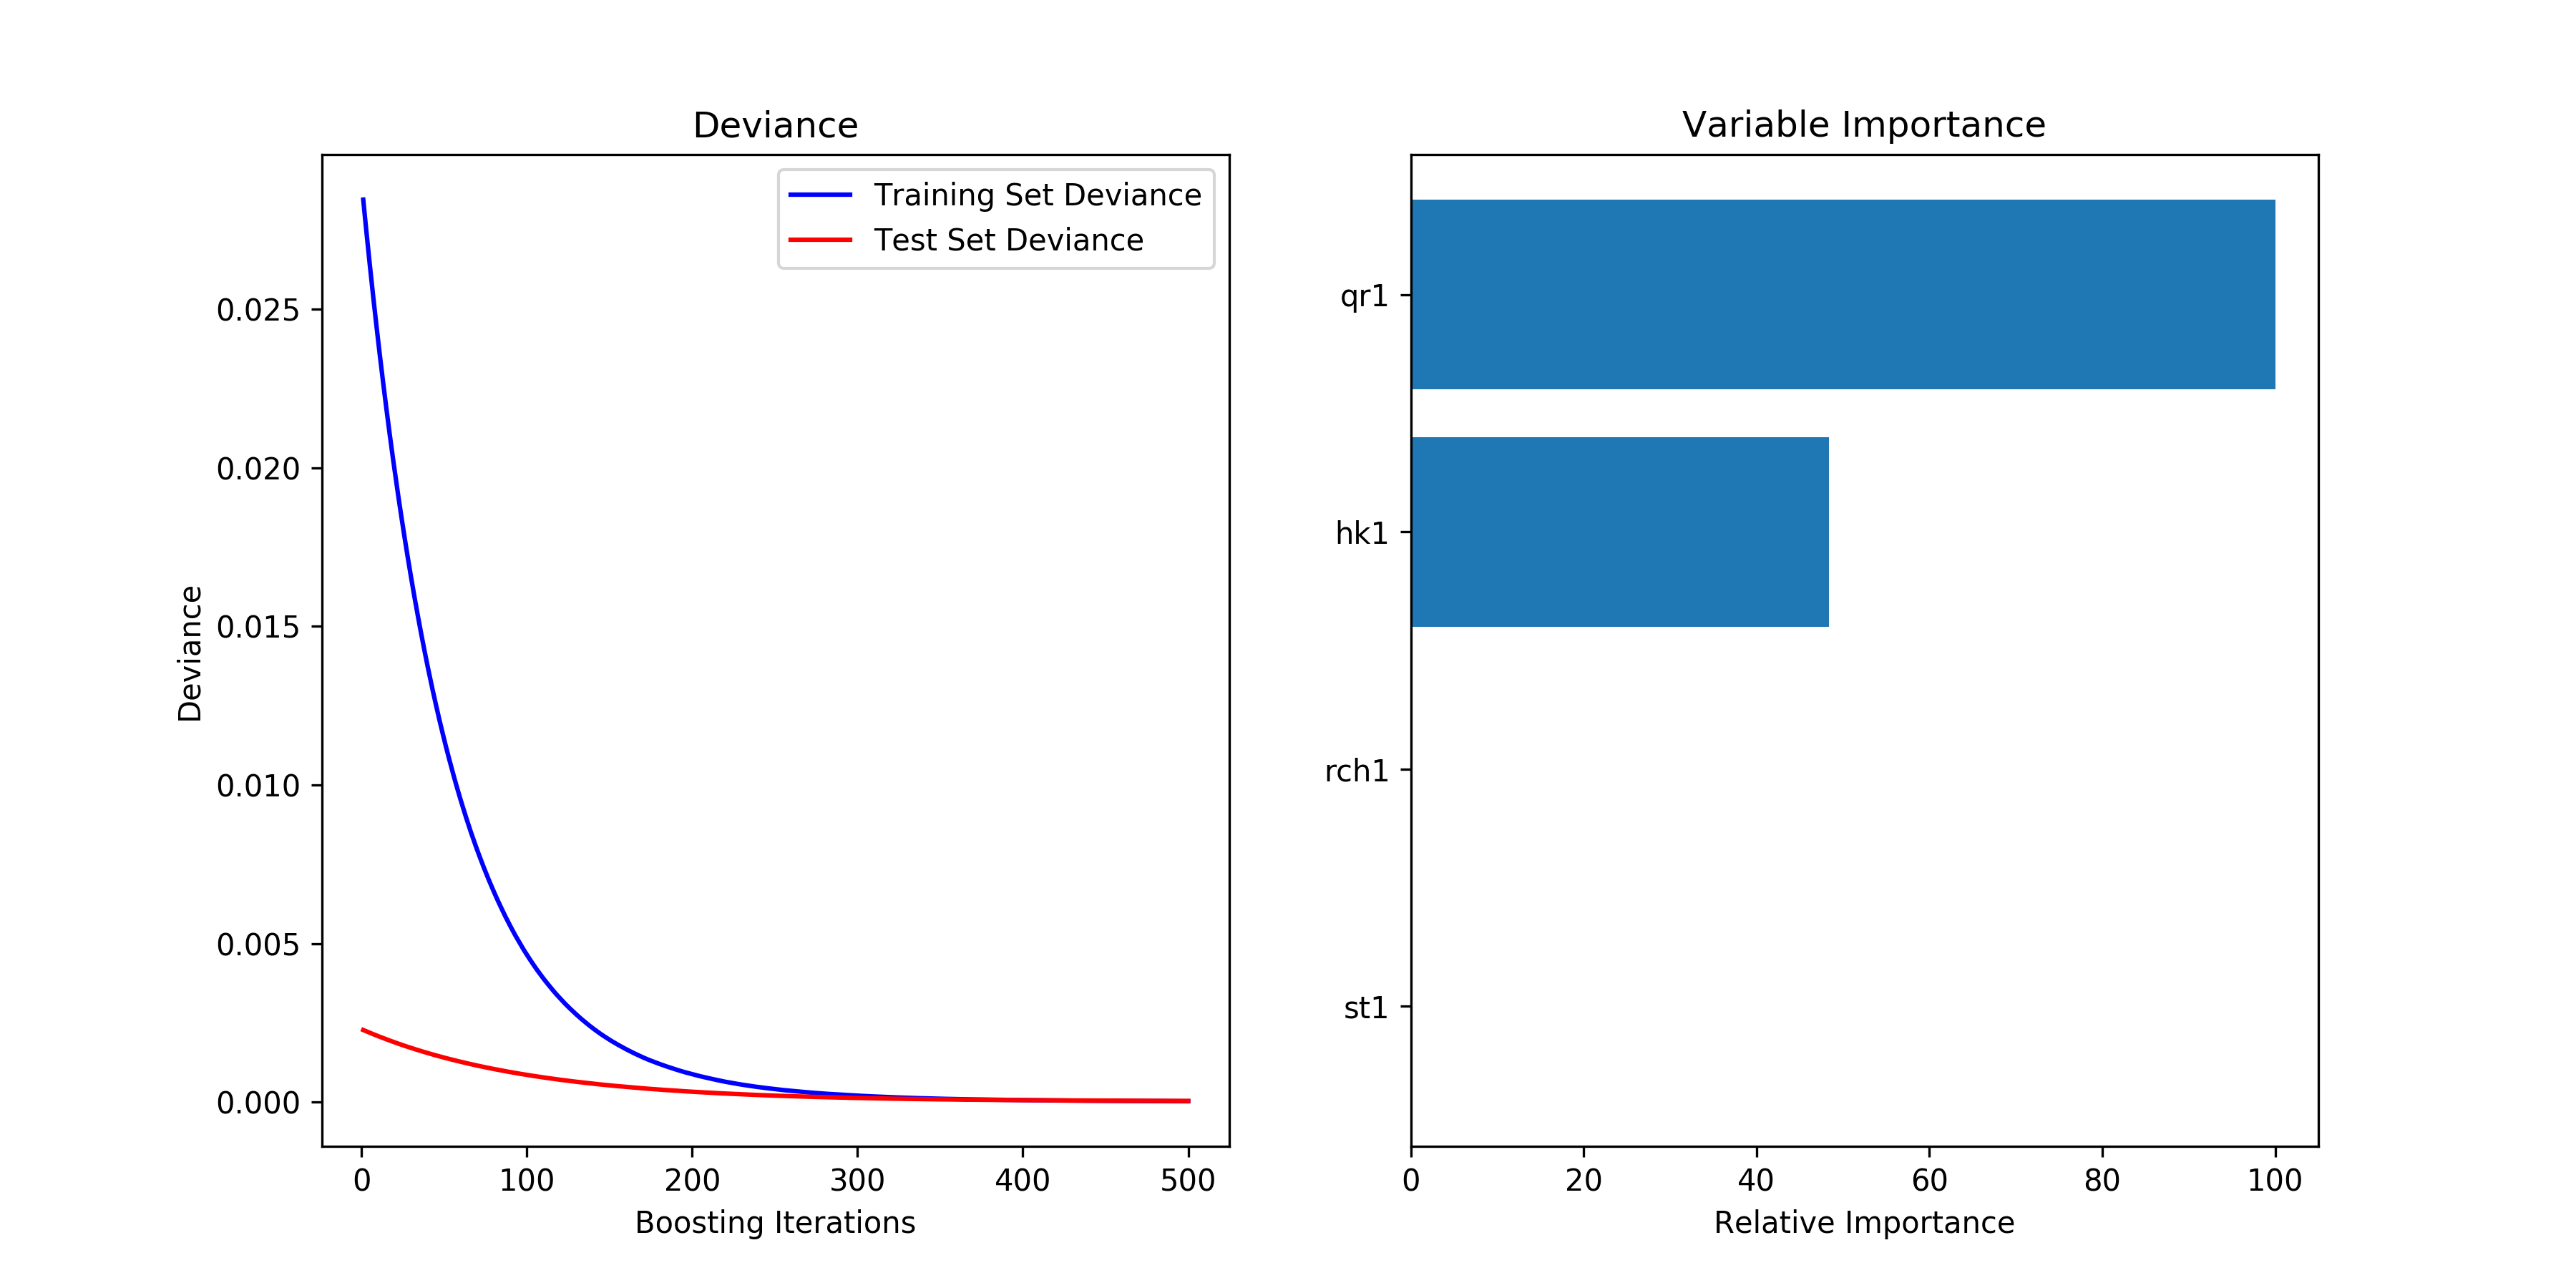 Deviance
Training Set Deviance
Test Set Deviance
Deviance
0.025
0.020
0.015
0.010
0.005
0.000
0 100 200 300 400 500
Boosting Iterations
Variable Importance
qr1
hk1
rch1
st1
0 20 40 60 80 100
Relative Importance